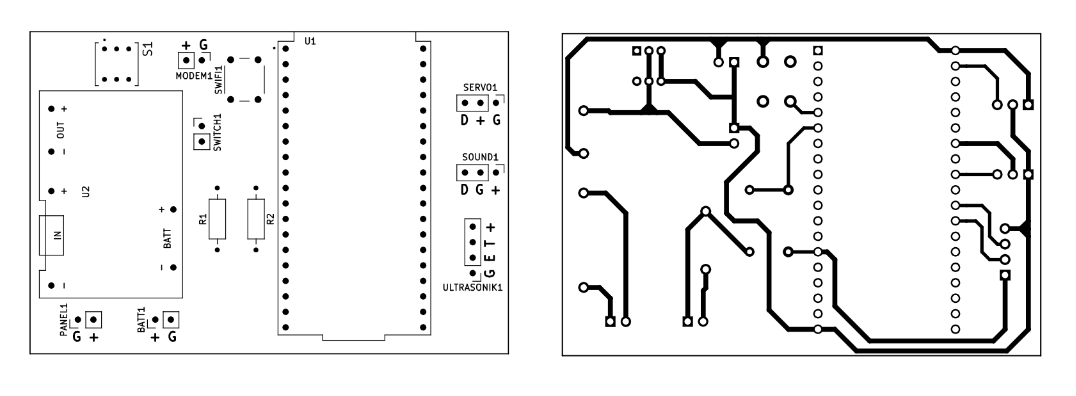 S1
+ G
MODEM1
SWIFI1
U1
SERVO1
D + G
SWITCH1
SOUND1
D G +
+
OUT
–
+
U2
IN
+
BATT
–
–
R1
R2
G E T +
ULTRASONIK1
PANEL1
G +
BATT1
+ G